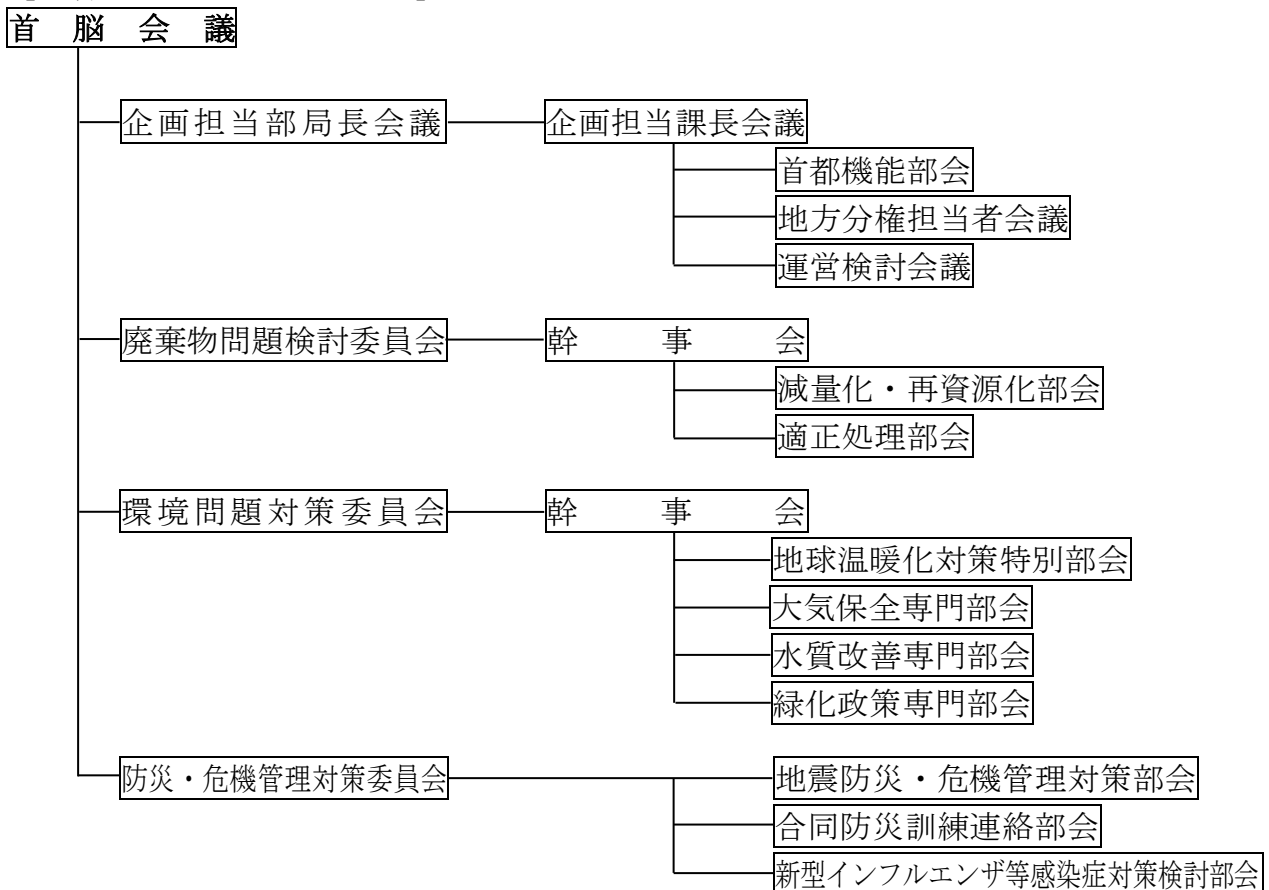 首脳会議
企画担当部局長会議 企画担当課長会議
首都機能部会
地方分権担当者会議
運営検討会議
廃棄物問題検討委員会 幹事会
減量化・再資源化部会
適正処理部会
環境問題対策委員会 幹事会
地球温暖化対策特別部会
大気保全専門部会
水質改善専門部会
緑化政策専門部会
防災・危機管理対策委員会 地震防災・危機管理対策部会
合同防災訓練連絡部会
新型インフルエンザ等感染症対策検討部会